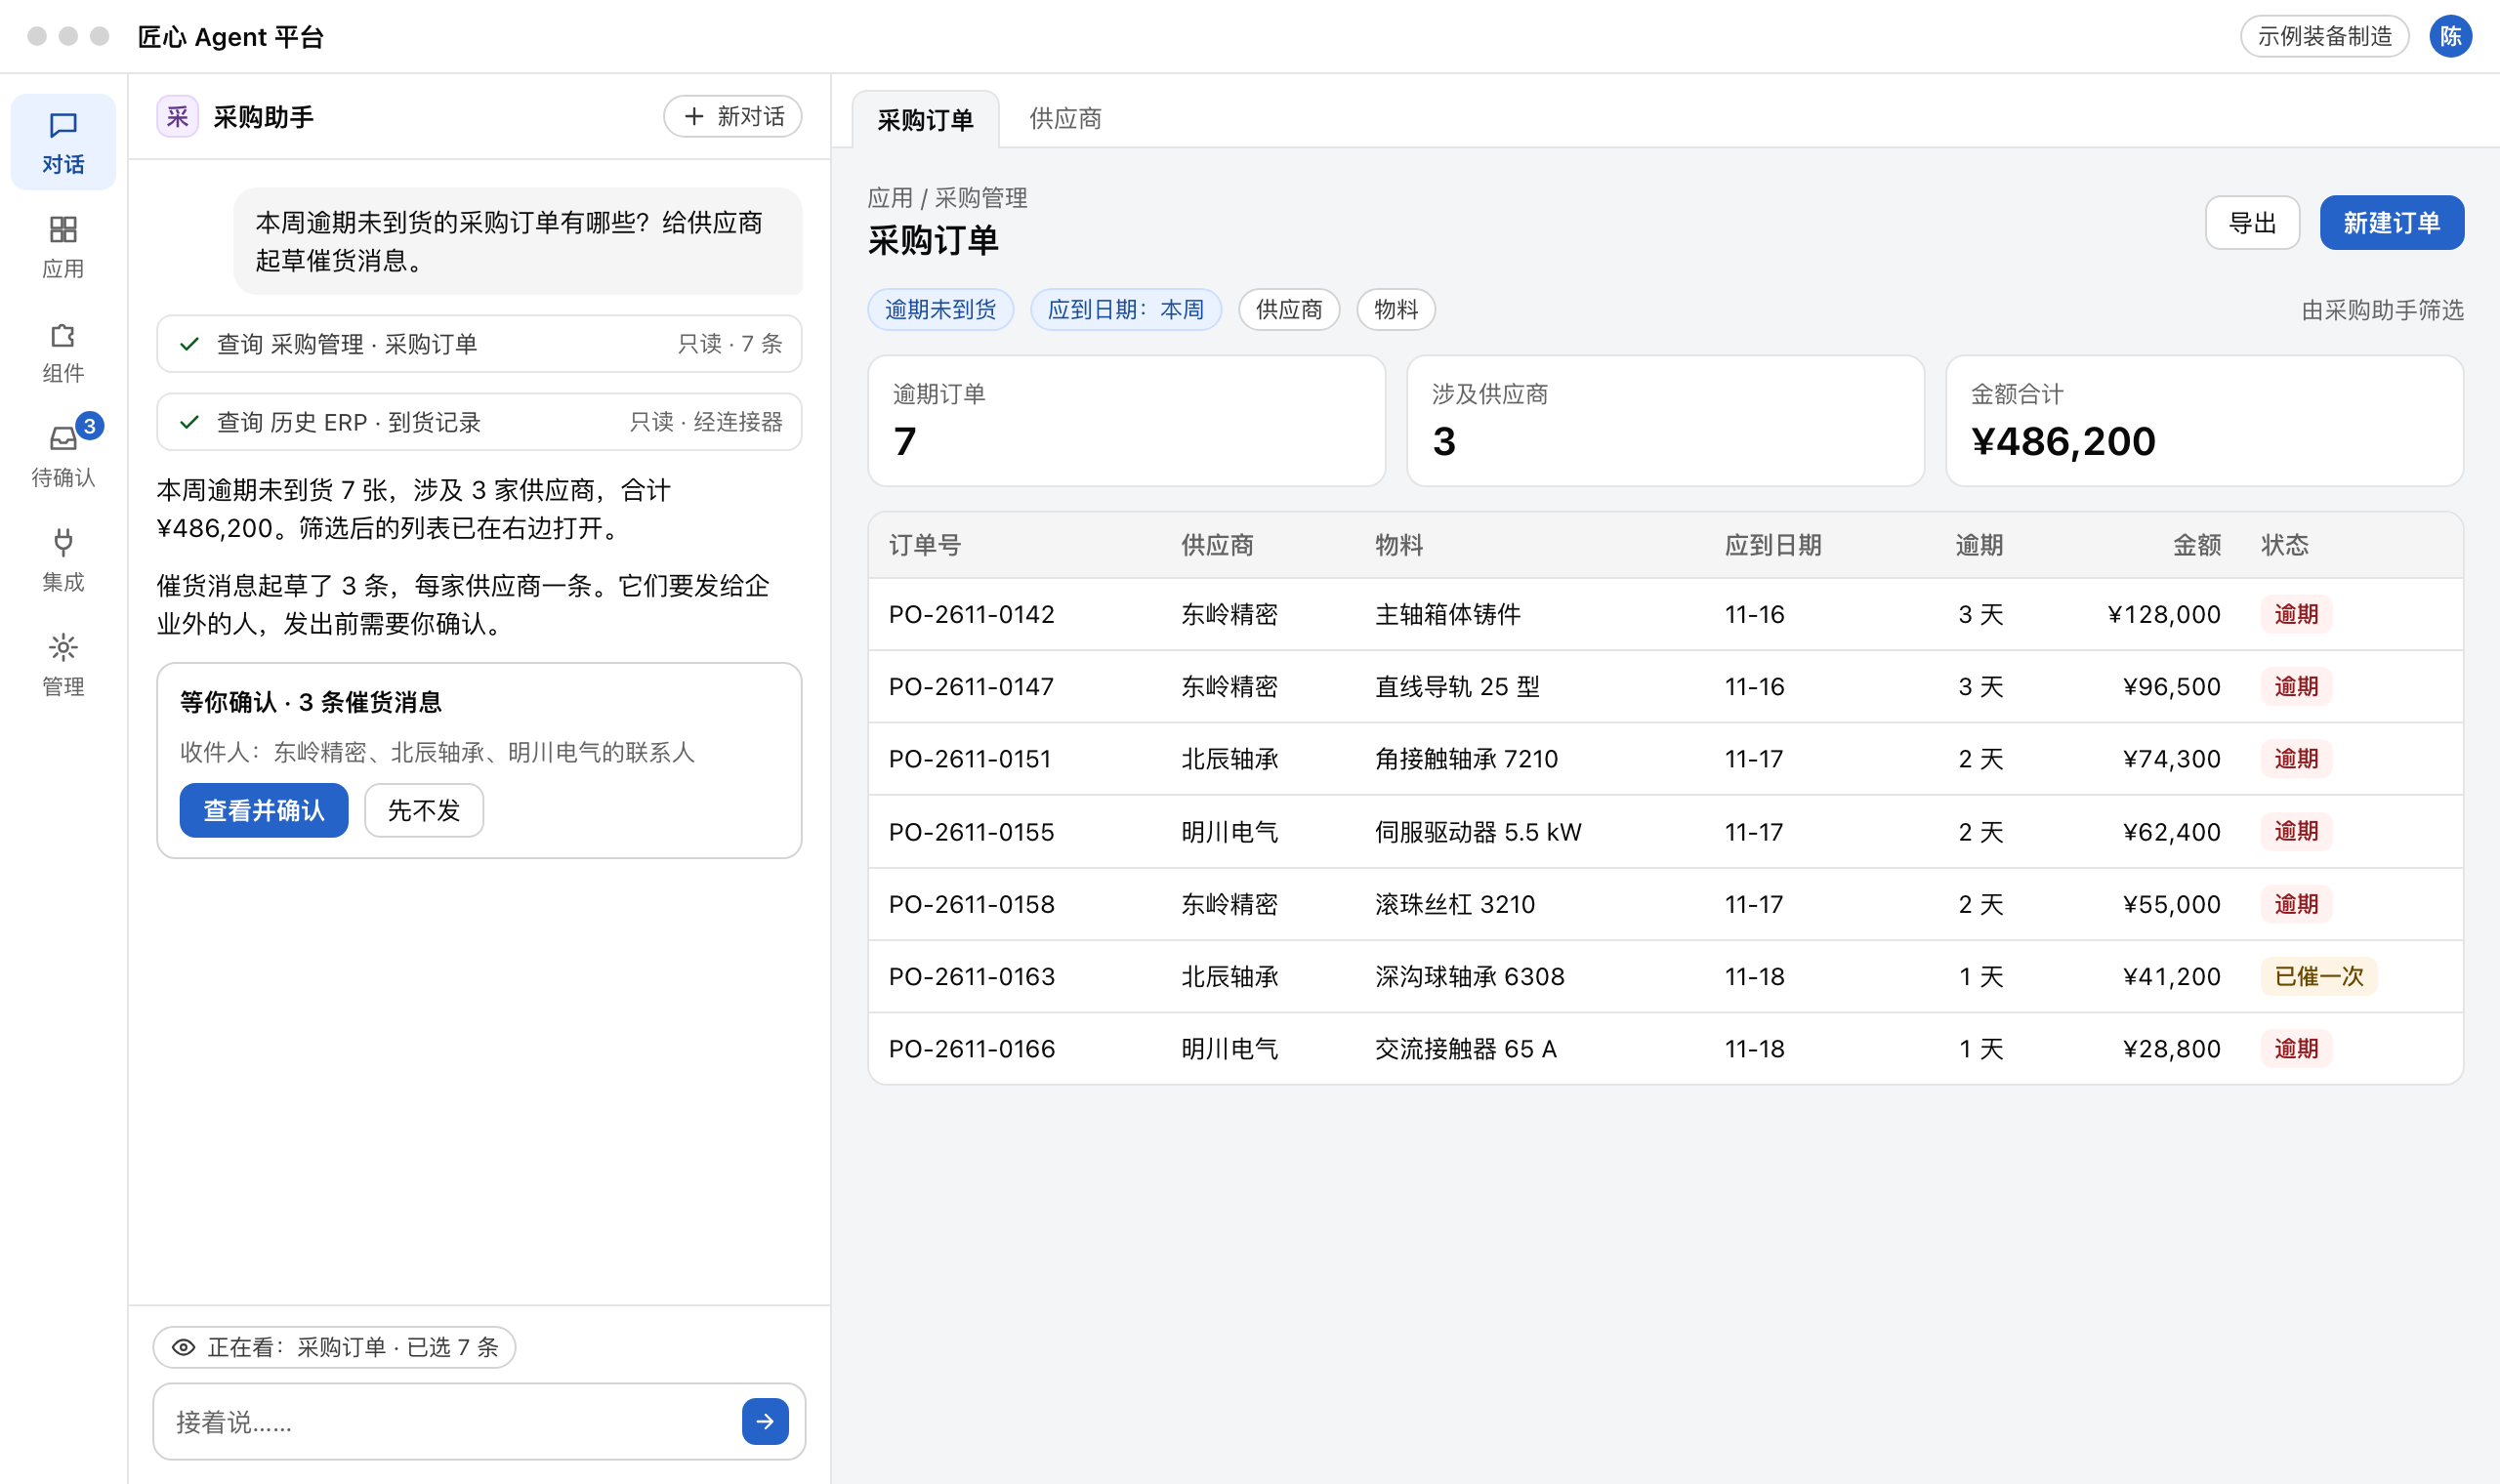 匠心 Agent 平台
示例装备制造
陈
对话
应用
组件
3
待确认
集成
管理
采
采购助手
新对话
本周逾期未到货的采购订单有哪些？给供应商
起草催货消息。
查询 采购管理 · 采购订单
只读 · 7 条
查询 历史 ERP · 到货记录
只读 · 经连接器
本周逾期未到货 7 张，涉及 3 家供应商，合计
¥486,200。筛选后的列表已在右边打开。
催货消息起草了 3 条，每家供应商一条。它们要发给企
业外的人，发出前需要你确认。
等你确认 · 3 条催货消息
收件人：东岭精密、北辰轴承、明川电气的联系人
查看并确认
先不发
正在看：采购订单 · 已选 7 条
接着说……
采购订单
供应商
应用 / 采购管理
采购订单
导出
新建订单
逾期未到货
应到日期：本周
供应商
物料
由采购助手筛选
逾期订单
7
涉及供应商
3
金额合计
¥486,200
订单号 供应商 物料 应到日期 逾期 金额 状态
PO-2611-0142 东岭精密 主轴箱体铸件 11-16 3 天 ¥128,000 逾期
PO-2611-0147 东岭精密 直线导轨 25 型 11-16 3 天 ¥96,500 逾期
PO-2611-0151 北辰轴承 角接触轴承 7210 11-17 2 天 ¥74,300 逾期
PO-2611-0155 明川电气 伺服驱动器 5.5 kW 11-17 2 天 ¥62,400 逾期
PO-2611-0158 东岭精密 滚珠丝杠 3210 11-17 2 天 ¥55,000 逾期
PO-2611-0163 北辰轴承 深沟球轴承 6308 11-18 1 天 ¥41,200 已催一次
PO-2611-0166 明川电气 交流接触器 65 A 11-18 1 天 ¥28,800 逾期